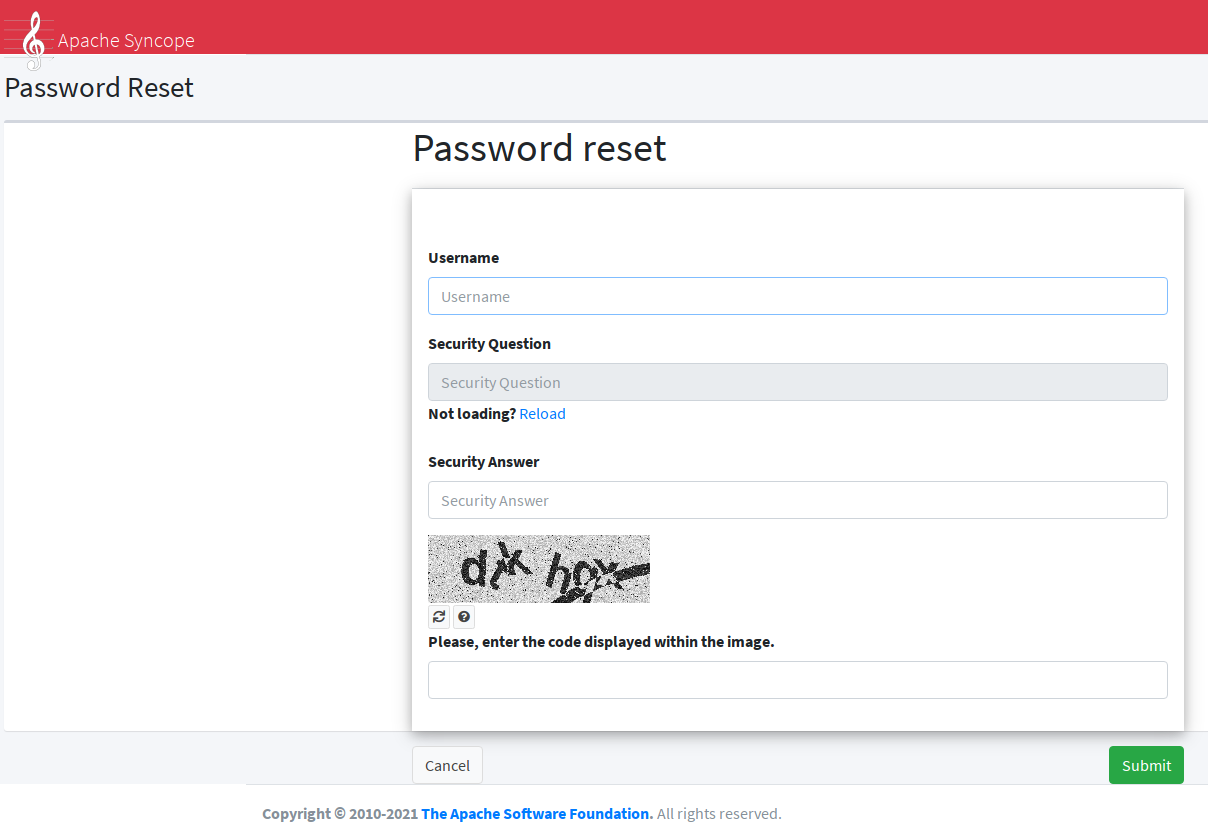 Apache Syncope
Password Reset
Password reset
Username
Username
Security Question
Security Question
Not loading? Reload
Security Answer
Security Answer
Please, enter the code displayed within the image.
Cancel
Submit
Copyright © 2010-2021 The Apache Software Foundation. All rights reserved.